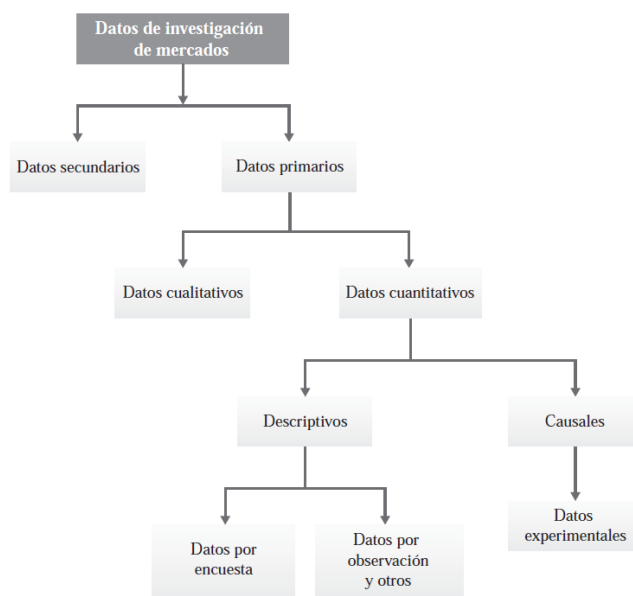 Datos de investigación
de mercados
Datos secundarios
Datos primarios
Datos cualitativos
Datos cuantitativos
Descriptivos
Causales
Datos por
encuesta
Datos por
observación
y otros
Datos
experimentales